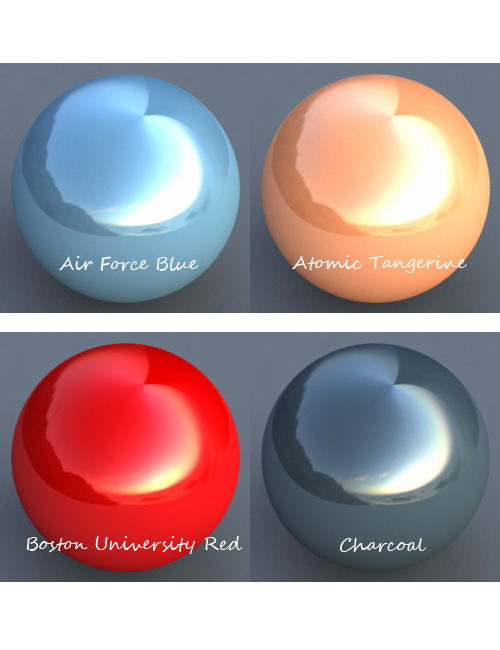 Air Force Blue
Atomic Tangerine
Boston University Red
Charcoal